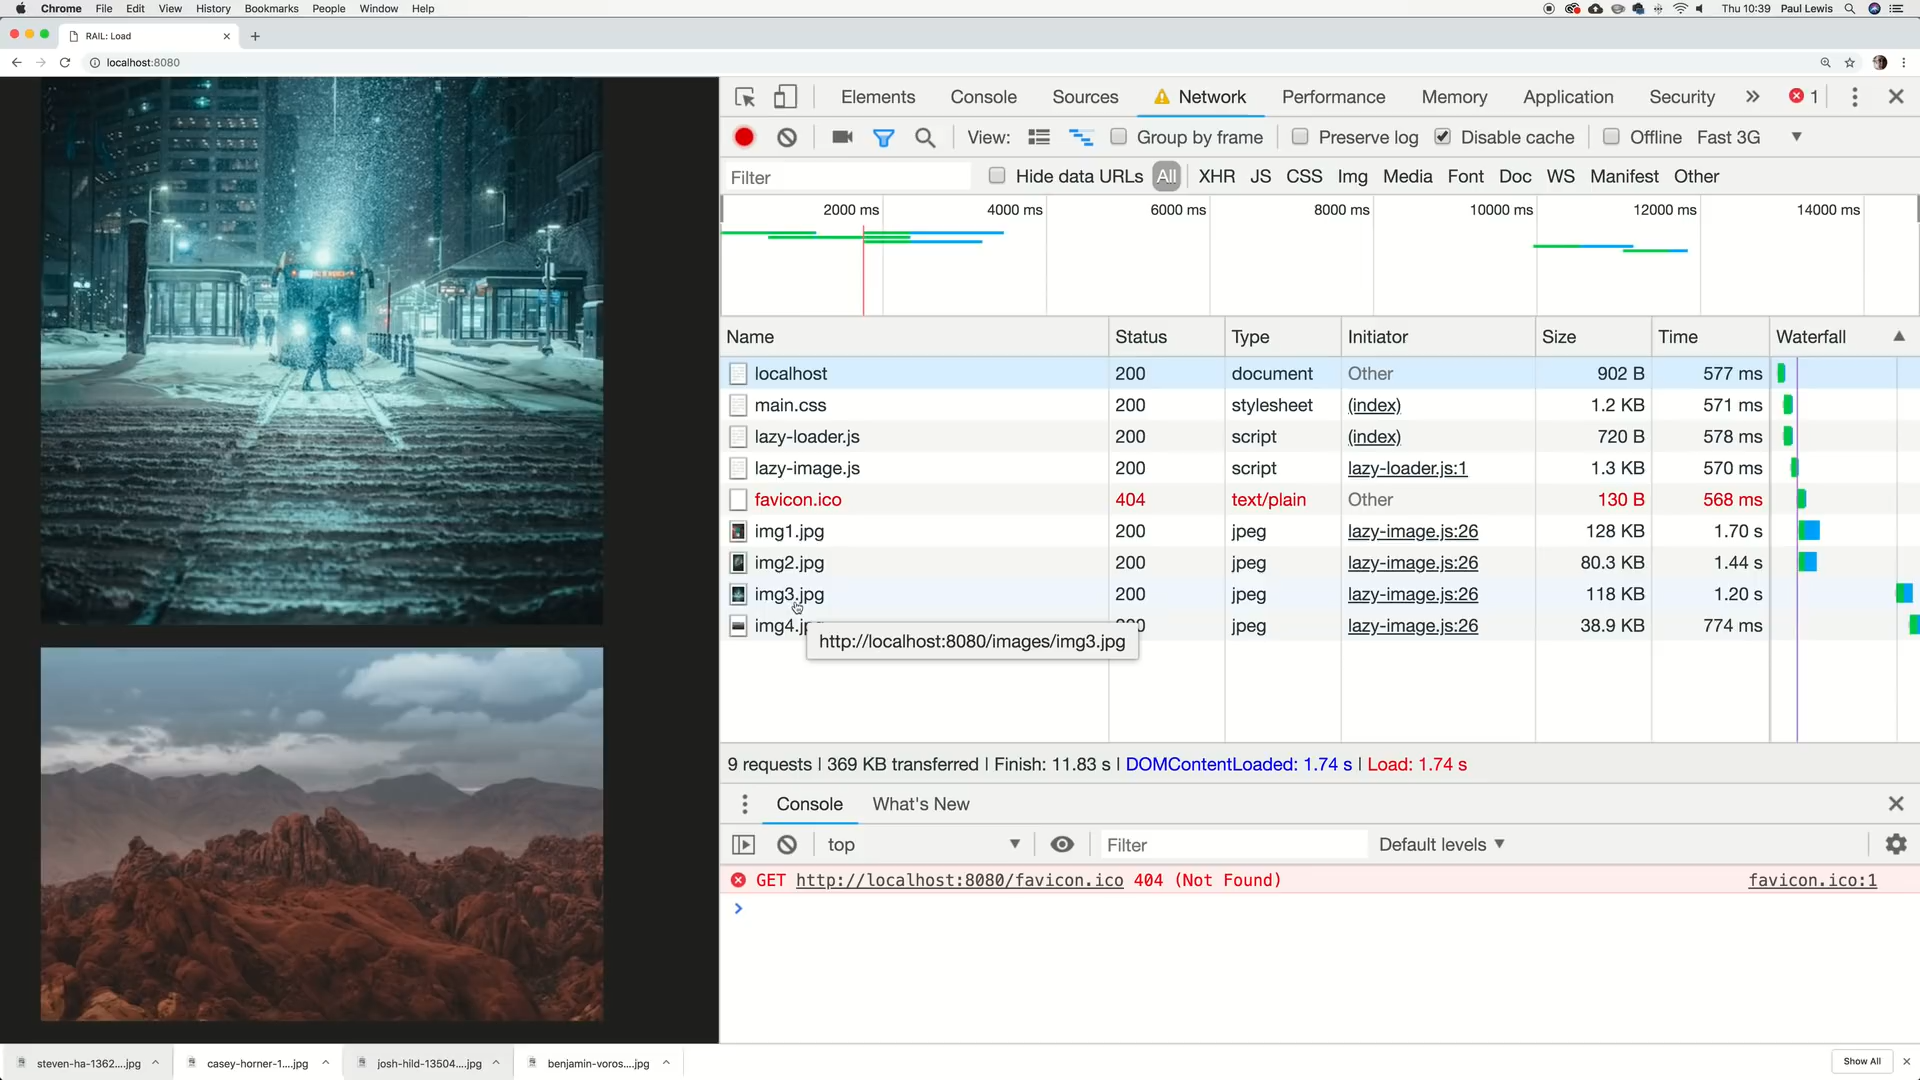 Chrome File Edit View History Bookmarks People Window Help Thu 10:39 Paul Lewis
RAIL: Load
localhost:8080
Elements Console Sources Network Performance Memory Application Security 1
View: Group by frame Preserve log Disable cache Offline Fast 3G
Filter Hide data URLs All XHR JS CSS Img Media Font Doc WS Manifest Other
2000 ms 4000 ms 6000 ms 8000 ms 10000 ms 12000 ms 14000 ms
Name Status Type Initiator Size Time Waterfall
localhost 200 document Other 902 B 577 ms
main.css 200 stylesheet (index) 1.2 KB 571 ms
lazy-loader.js 200 script (index) 720 B 578 ms
lazy-image.js 200 script lazy-loader.js:1 1.3 KB 570 ms
favicon.ico 404 text/plain Other 130 B 568 ms
img1.jpg 200 jpeg lazy-image.js:26 128 KB 1.70 s
img2.jpg 200 jpeg lazy-image.js:26 80.3 KB 1.44 s
img3.jpg 200 jpeg lazy-image.js:26 118 KB 1.20 s
img4.jpg 200 jpeg lazy-image.js:26 38.9 KB 774 ms
http://localhost:8080/images/img3.jpg
9 requests | 369 KB transferred | Finish: 11.83 s | DOMContentLoaded: 1.74 s | Load: 1.74 s
Console What's New
top Filter Default levels
GET http://localhost:8080/favicon.ico 404 (Not Found) favicon.ico:1
steven-ha-1362....jpg casey-horner-1....jpg josh-hild-13504....jpg benjamin-voros....jpg Show All